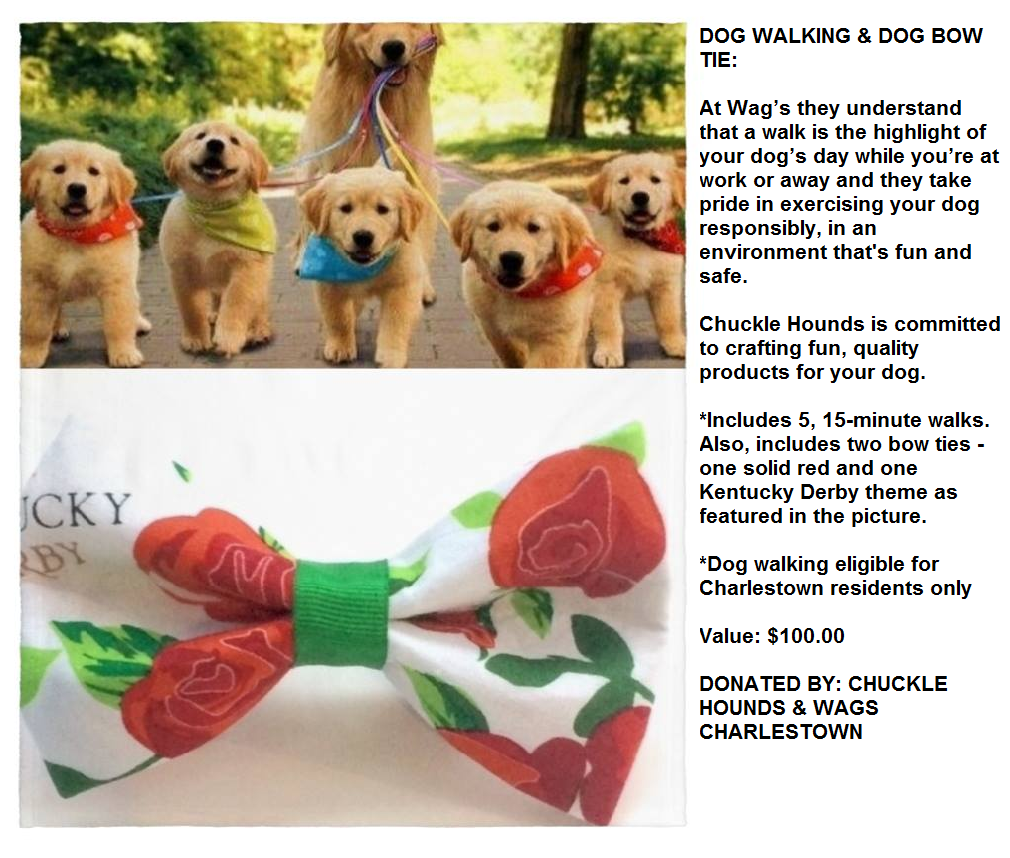 DOG WALKING & DOG BOW
TIE:
At Wag’s they understand
that a walk is the highlight of
your dog’s day while you’re at
work or away and they take
pride in exercising your dog
responsibly, in an
environment that's fun and
safe.
Chuckle Hounds is committed
to crafting fun, quality
products for your dog.
*Includes 5, 15-minute walks.
Also, includes two bow ties -
one solid red and one
Kentucky Derby theme as
featured in the picture.
*Dog walking eligible for
Charlestown residents only
Value: $100.00
DONATED BY: CHUCKLE
HOUNDS & WAGS
CHARLESTOWN
UCKY
RBY